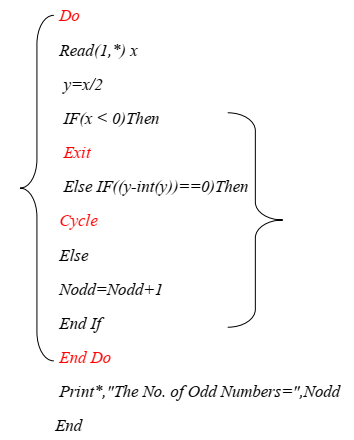 Do
Read(1,*) x
y=x/2
IF(x < 0)Then
Exit
Else IF((y-int(y))==0)Then
Cycle
Else
Nodd=Nodd+1
End If
End Do
Print*,"The No. of Odd Numbers=",Nodd
End